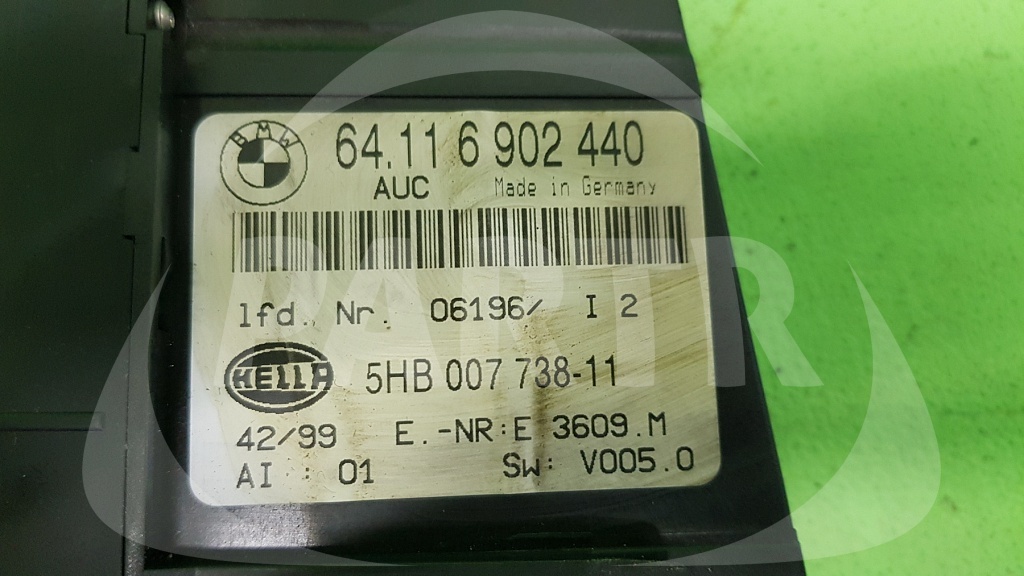 BMW
64.11 6 902 440
AUC Made in Germany
lfd. Nr. 06196/ I 2
HELLA 5HB 007 738-11
42/99 E.-NR:E 3609.M
AI : 01 Sw: V005.0
PARTR